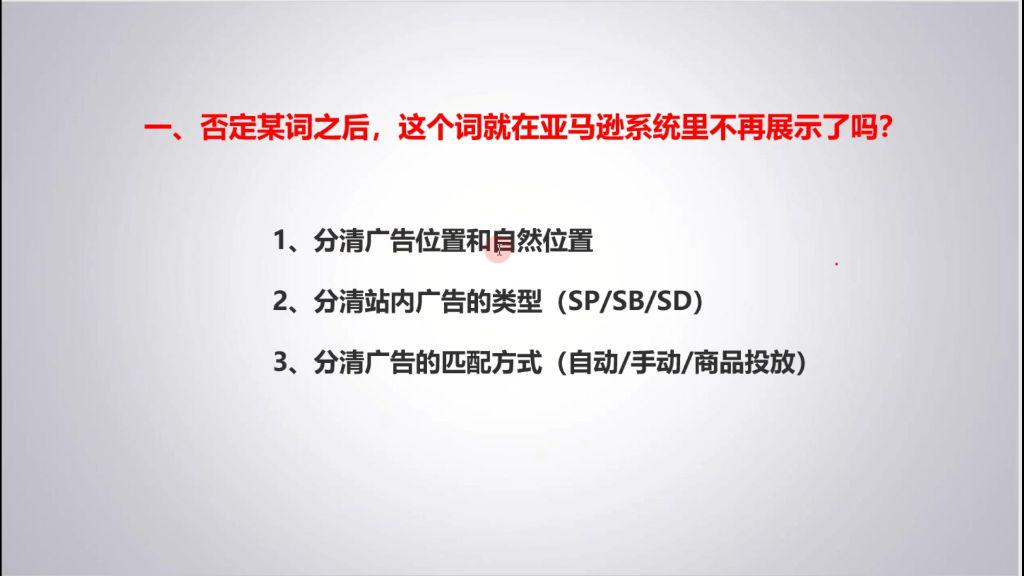 一、否定某词之后，这个词就在亚马逊系统里不再展示了吗？
1、分清广告位置和自然位置
2、分清站内广告的类型（SP/SB/SD）
3、分清广告的匹配方式（自动/手动/商品投放）